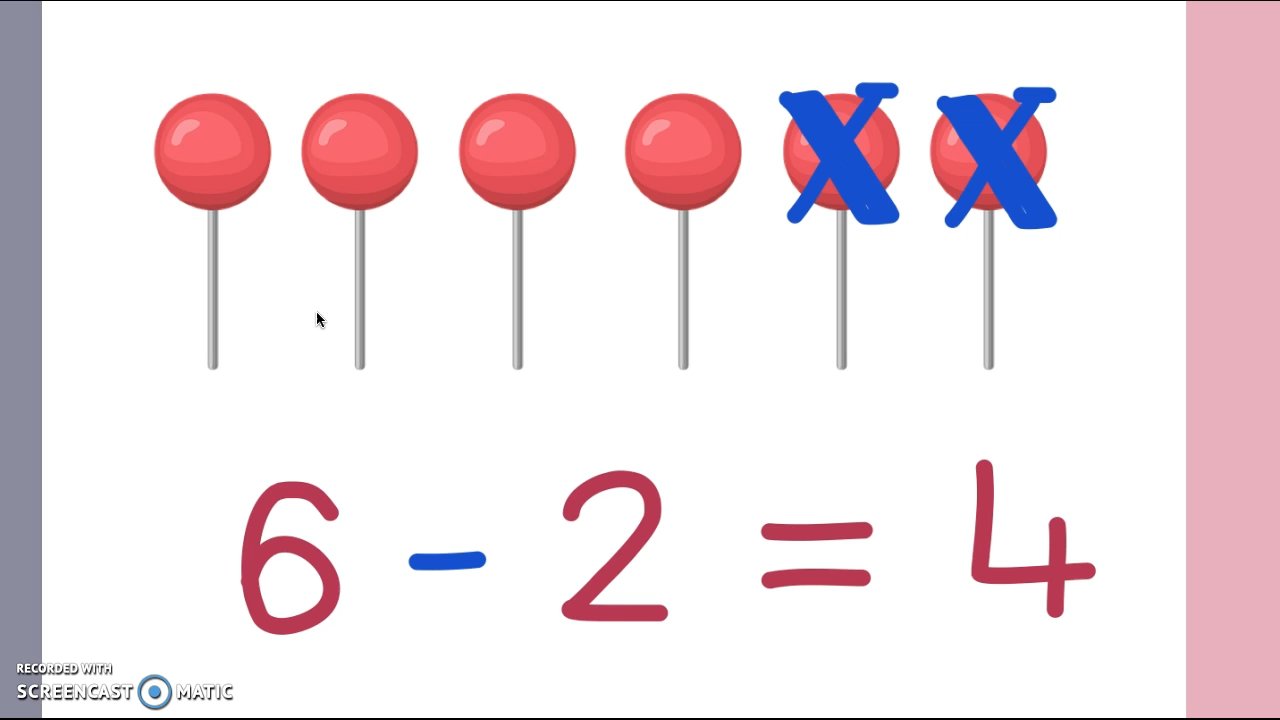 X X
6 - 2 = 4
RECORDED WITH
SCREENCAST MATIC